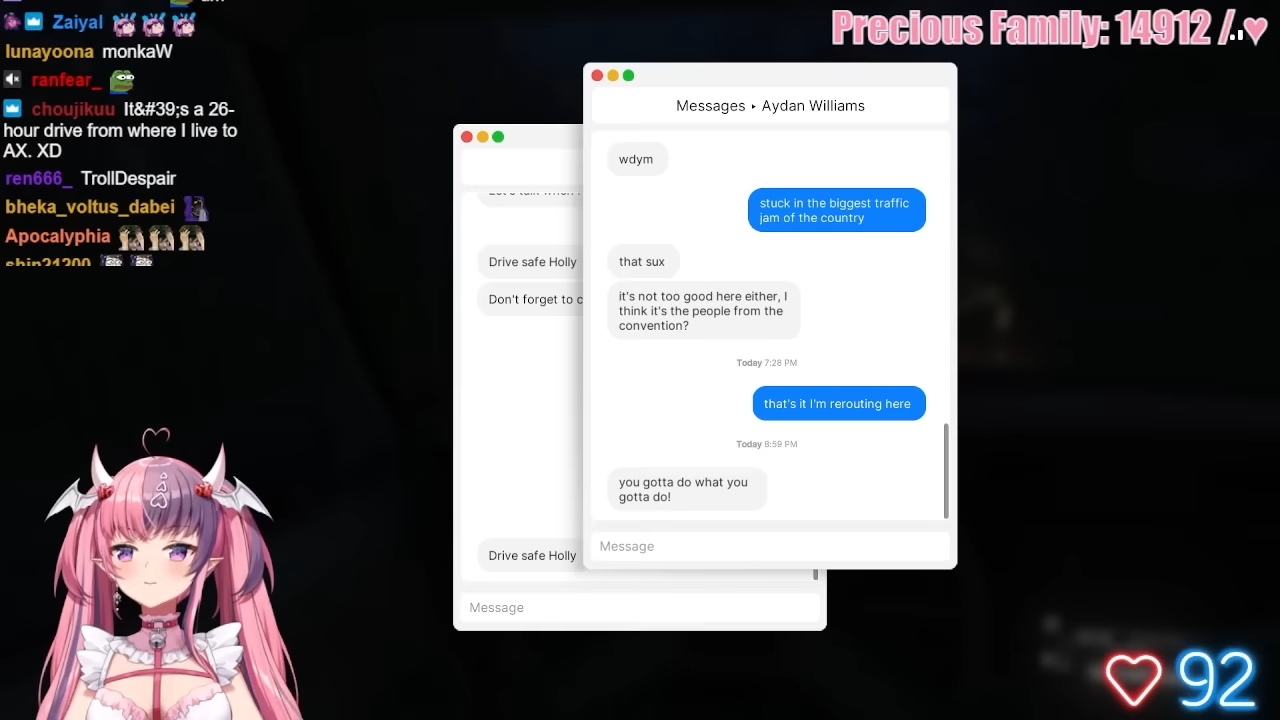 Zaiyal
lunayoona monkaW
ranfear_
choujikuu It&#39;s a 26-
hour drive from where I live to
AX. XD
ren666_ TrollDespair
bheka_voltus_dabei
Apocalyphia
shin21200
Precious Family: 14912 /
Messages ▸ Aydan Williams
wdym
stuck in the biggest traffic
jam of the country
that sux
it's not too good here either, I
think it's the people from the
convention?
Today 7:28 PM
that's it I'm rerouting here
Today 8:59 PM
you gotta do what you
gotta do!
Message
Drive safe Holly
Don't forget to c
Drive safe Holly
Message
92